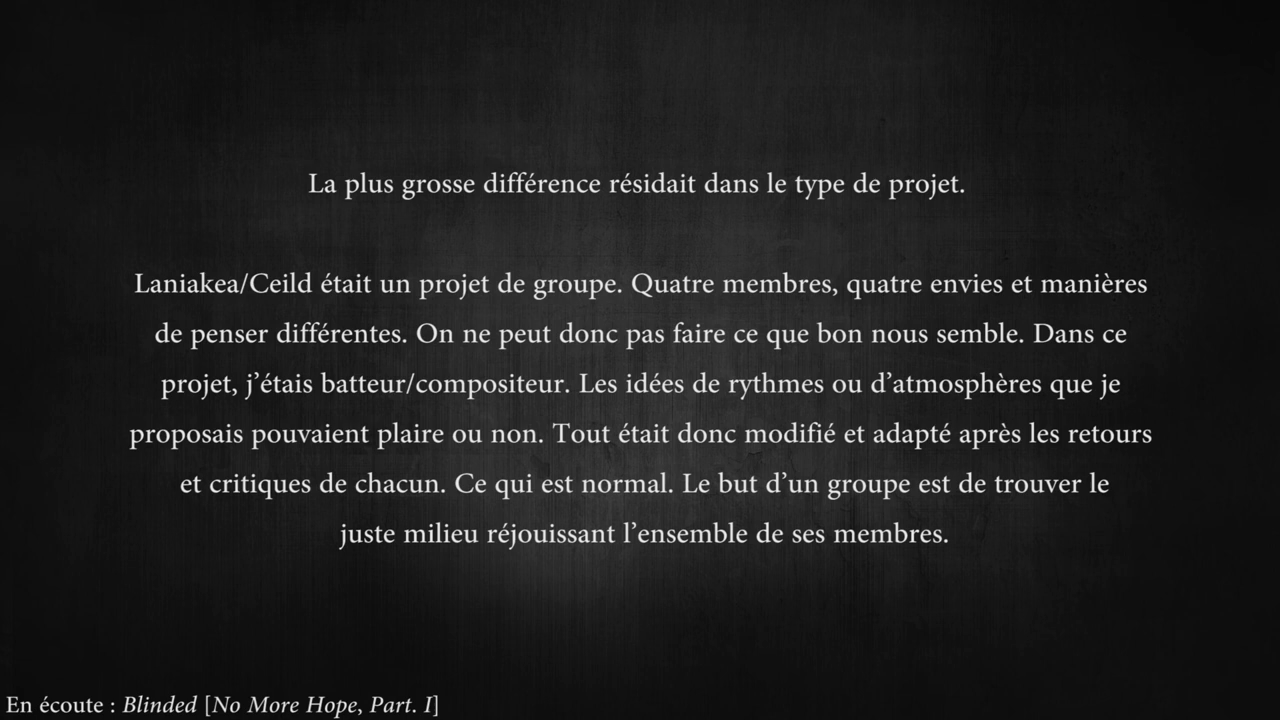 La plus grosse différence résidait dans le type de projet.
Laniakea/Ceild était un projet de groupe. Quatre membres, quatre envies et manières
de penser différentes. On ne peut donc pas faire ce que bon nous semble. Dans ce
projet, j’étais batteur/compositeur. Les idées de rythmes ou d’atmosphères que je
proposais pouvaient plaire ou non. Tout était donc modifié et adapté après les retours
et critiques de chacun. Ce qui est normal. Le but d’un groupe est de trouver le
juste milieu réjouissant l’ensemble de ses membres.
En écoute : Blinded [No More Hope, Part. I]